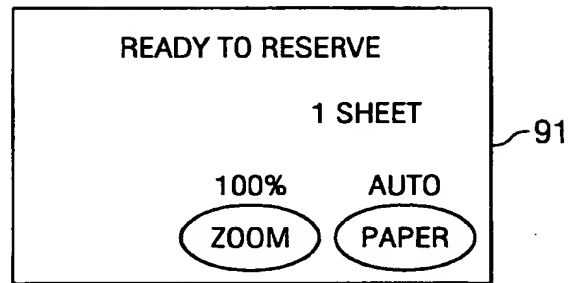 READY TO RESERVE
1 SHEET
91
100% AUTO
ZOOM PAPER